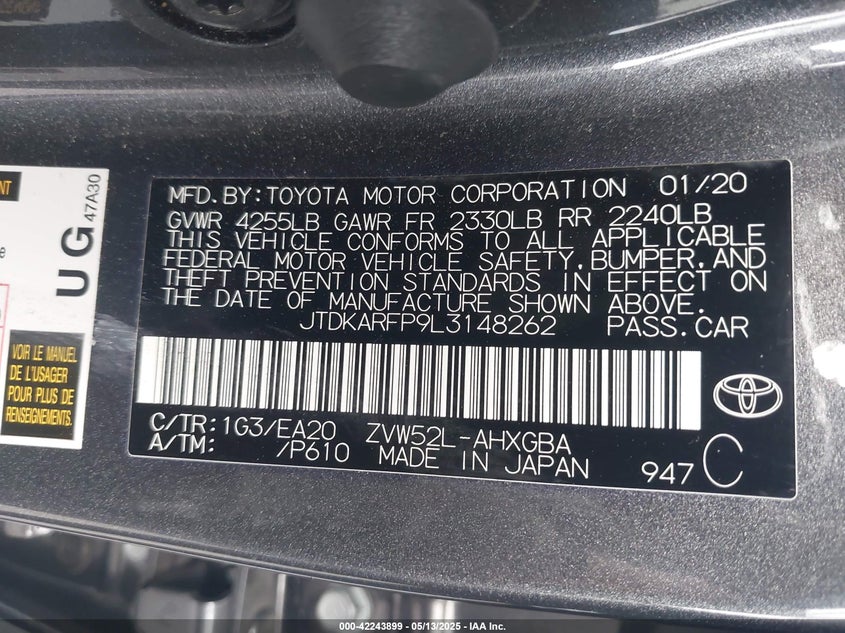 MFD.BY:TOYOTA MOTOR CORPORATION 01/20
GVWR 4255LB GAWR FR 2330LB RR 2240LB
THIS VEHICLE CONFORMS TO ALL APPLICABLE
FEDERAL MOTOR VEHICLE SAFETY,BUMPER,AND
THEFT PREVENTION STANDARDS IN EFFECT ON
THE DATE OF MANUFACTURE SHOWN ABOVE.
JTDKARFP9L3148262 PASS.CAR
C/TR:1G3/EA20 ZVW52L-AHXGBA
A/TM: /P610 MADE IN JAPAN 947 C
UG
47A30
VOIR LE MANUEL
DE L'USAGER
POUR PLUS DE
RENSEIGNEMENTS.
000-42243899 - 05/13/2025 - IAA Inc.